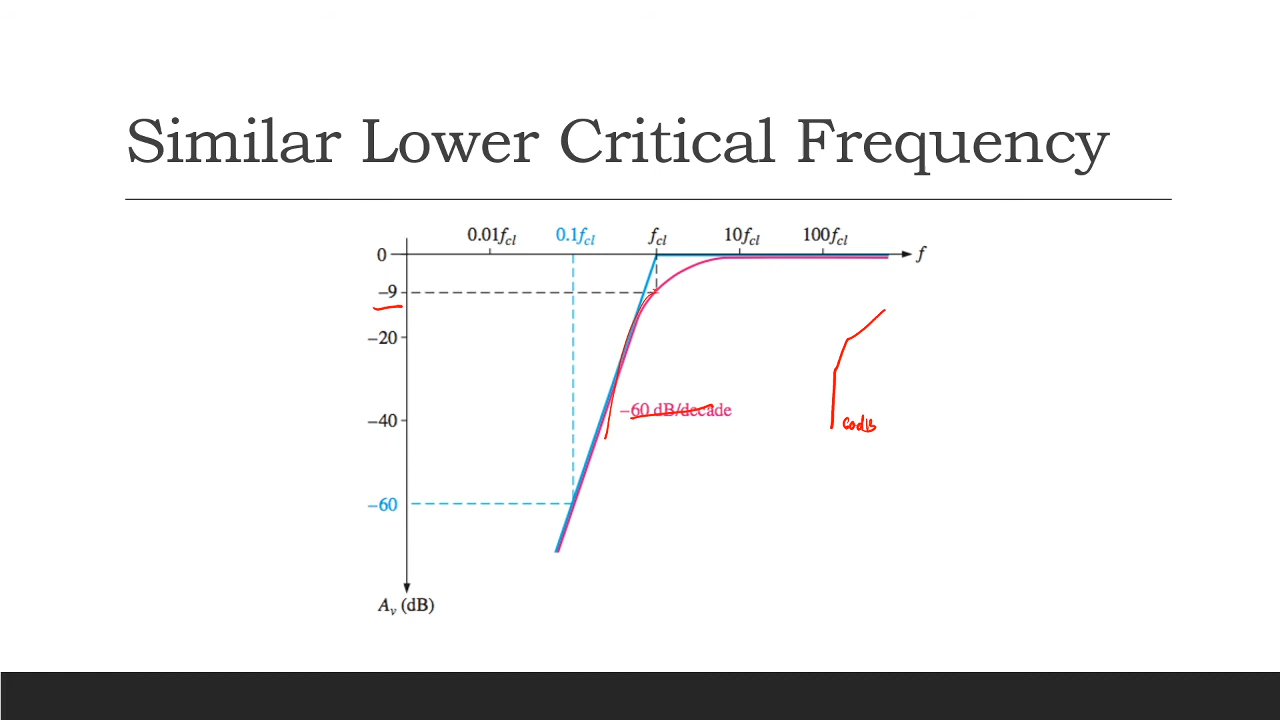 Similar Lower Critical Frequency
0.01fcl 0.1fcl fcl 10fcl 100fcl
0 f
−9
−20
−60 dB/decade
−40
60dB
−60
Av (dB)